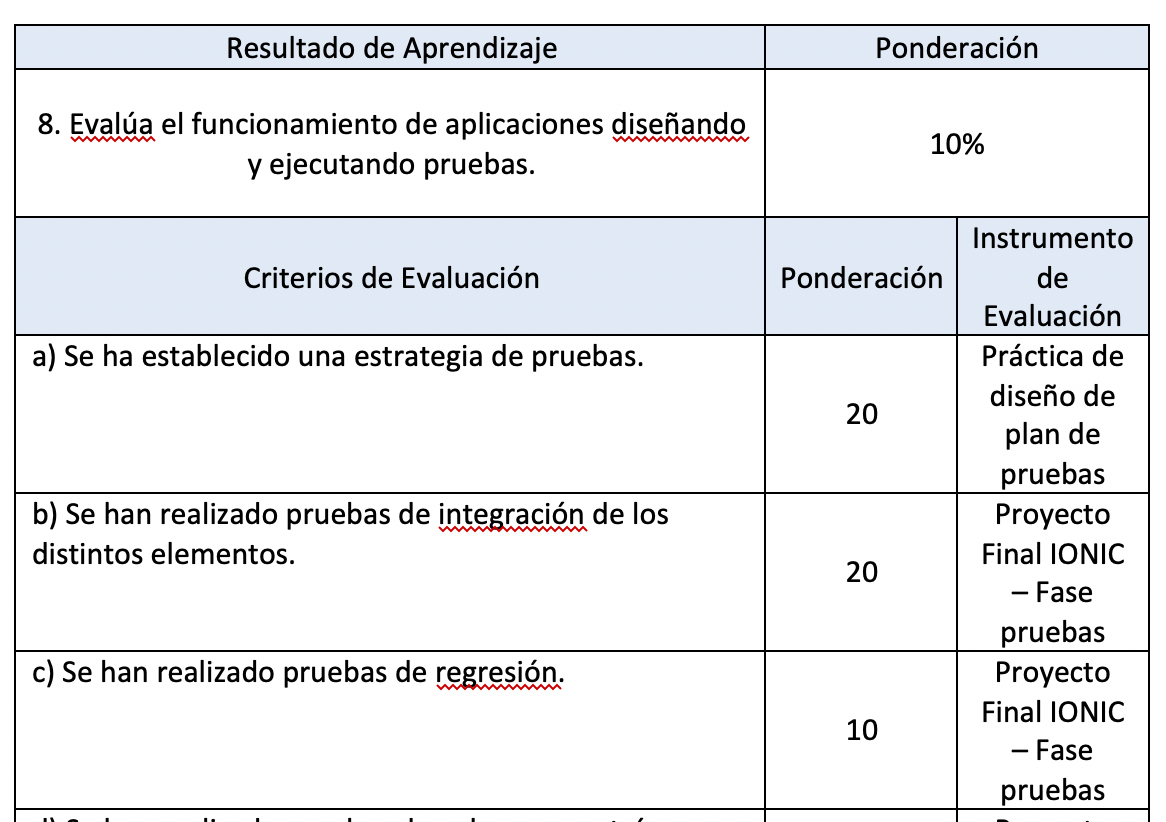 Resultado de Aprendizaje
Ponderación
8. Evalúa el funcionamiento de aplicaciones diseñando
y ejecutando pruebas.
10%
Criterios de Evaluación
Ponderación
Instrumento
de
Evaluación
a) Se ha establecido una estrategia de pruebas.
20
Práctica de
diseño de
plan de
pruebas
b) Se han realizado pruebas de integración de los
distintos elementos.
20
Proyecto
Final IONIC
– Fase
pruebas
c) Se han realizado pruebas de regresión.
10
Proyecto
Final IONIC
– Fase
pruebas